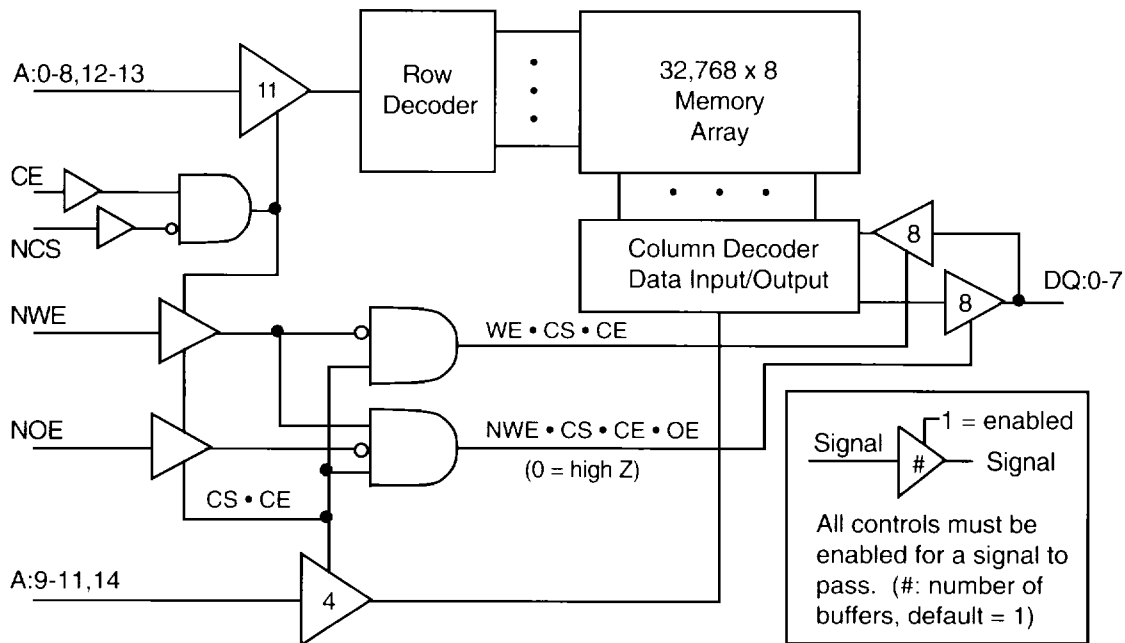 A:0-8,12-13
11
Row
Decoder
32,768 x 8
Memory
Array
CE
NCS
Column Decoder
Data Input/Output
8
8
DQ:0-7
NWE
WE • CS • CE
NOE
NWE • CS • CE • OE
(0 = high Z)
CS • CE
A:9-11,14
4
1 = enabled
Signal
#
Signal
All controls must be
enabled for a signal to
pass. (#: number of
buffers, default = 1)